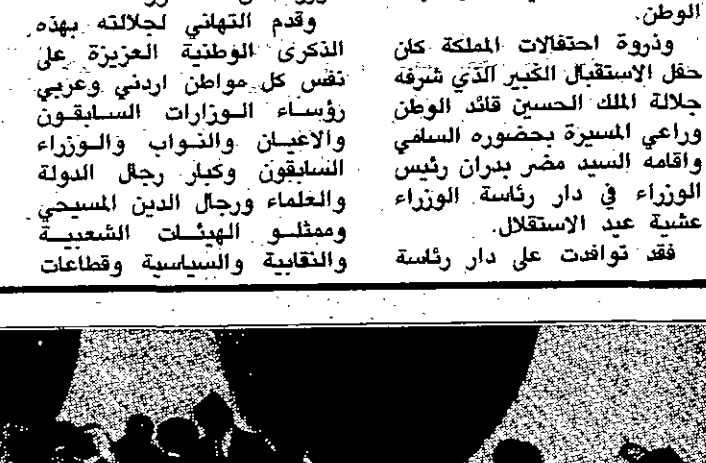 الوطن.
وذروة احتفالات المملكة كان
حفل الاستقبال الكبير الذي شرفه
جلالة الملك الحسين قائد الوطن
وراعي المسيرة بحضوره السامي
واقامه السيد مضر بدران رئيس
الوزراء في دار رئاسة الوزراء
عشية عيد الاستقلال.
فقد توافدت على دار رئاسة
وقدم التهاني لجلالته بهذه
الذكرى الوطنية العزيزة على
نفس كل مواطن اردني وعربي
رؤساء الوزارات السابقون
والاعيان والنواب والوزراء
السابقون وكبار رجال الدولة
والعلماء ورجال الدين المسيحي
وممثلو الهيئات الشعبية
والنقابية والسياسية وقطاعات